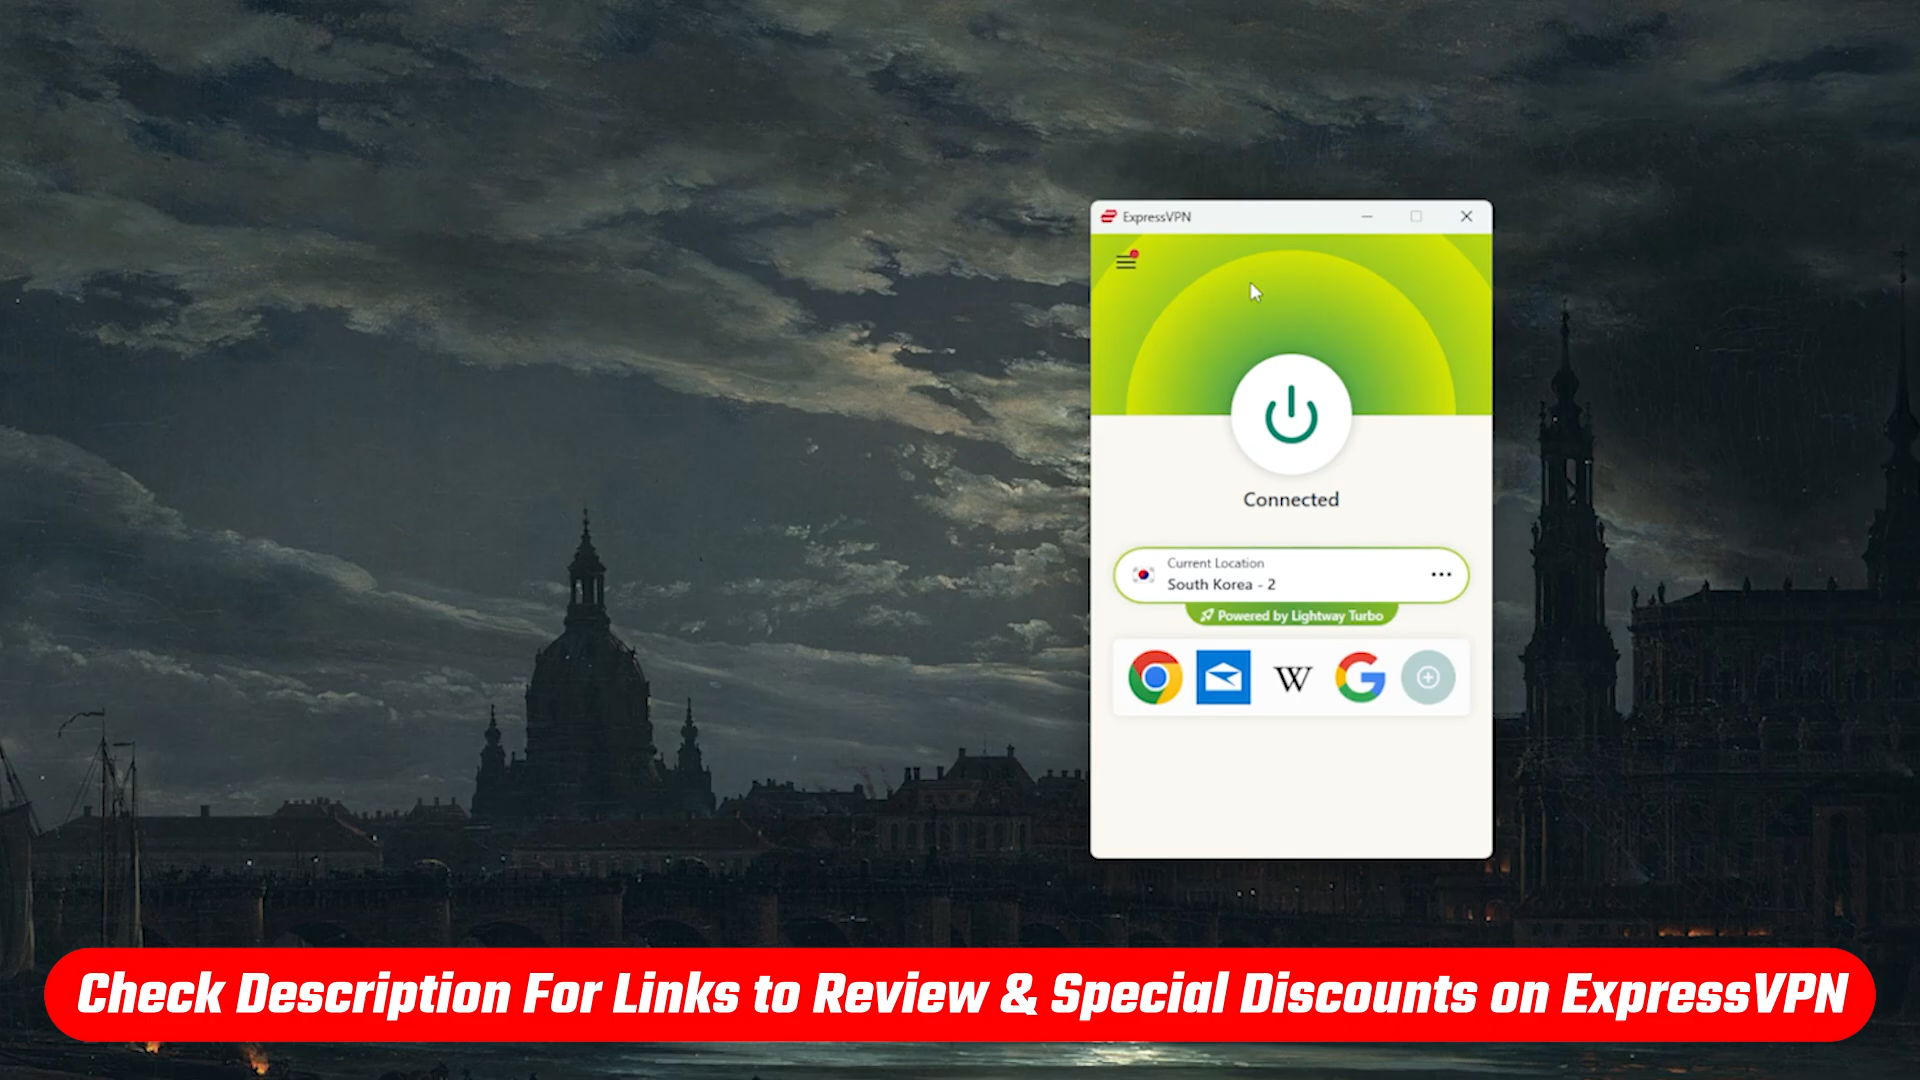 ExpressVPN
Connected
Current Location
South Korea - 2
Powered by Lightway Turbo
W
G
Check Description For Links to Review & Special Discounts on ExpressVPN